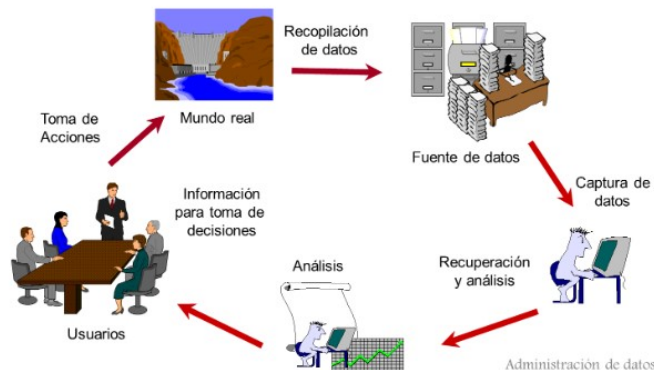 Recopilación
de datos
Mundo real
Toma de
Acciones
Fuente de datos
Captura de
datos
Información
para toma de
decisiones
Análisis
Recuperación
y análisis
Usuarios
Administración de datos